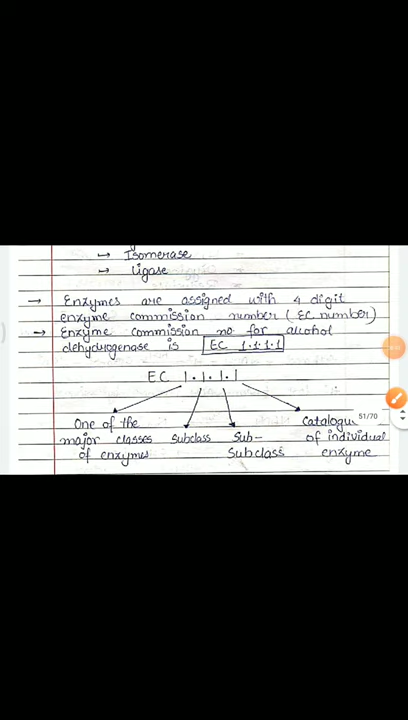 → Isomerase
→ Ligase
→ Enzymes are assigned with 4 digit
enzyme commission number (EC number)
→ Enzyme commission no for alcohol
dehydrogenase is EC 1.1.1.1
EC 1.1.1.1
One of the major classes of enzymes
Subclass
Sub-Subclass
Catalogu of individual enzyme
51/70